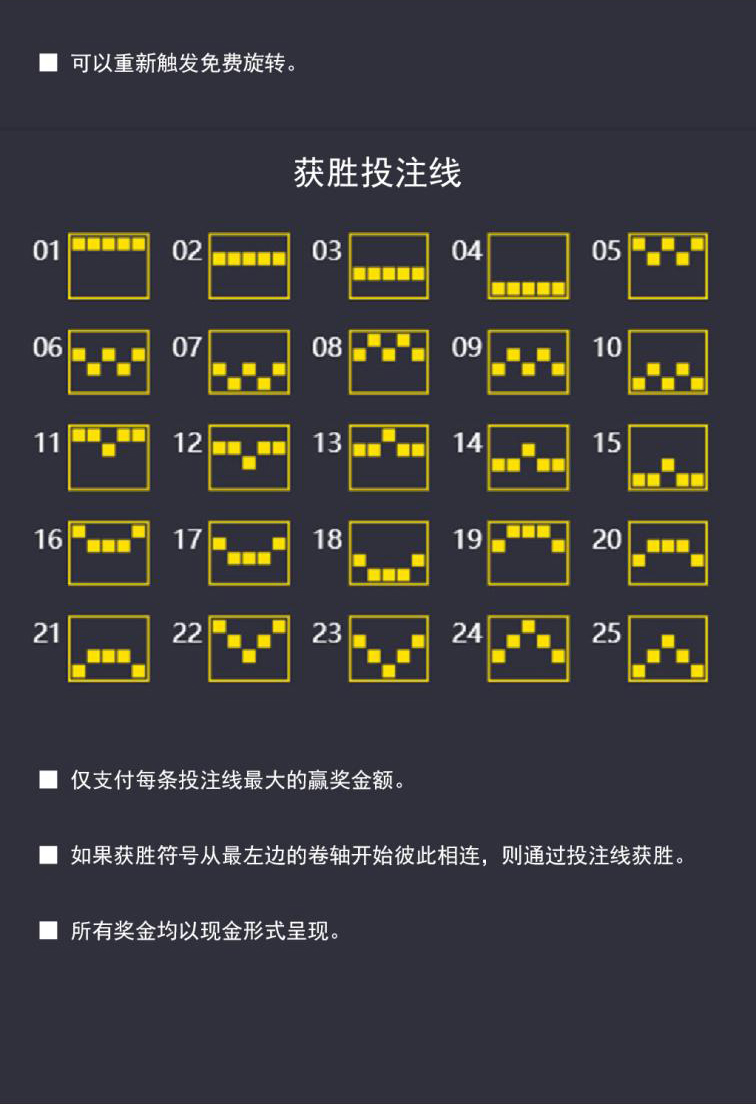 ■ 可以重新触发免费旋转。
获胜投注线
01 02 03 04 05
06 07 08 09 10
11 12 13 14 15
16 17 18 19 20
21 22 23 24 25
■ 仅支付每条投注线最大的赢奖金额。
■ 如果获胜符号从最左边的卷轴开始彼此相连，则通过投注线获胜。
■ 所有奖金均以现金形式呈现。